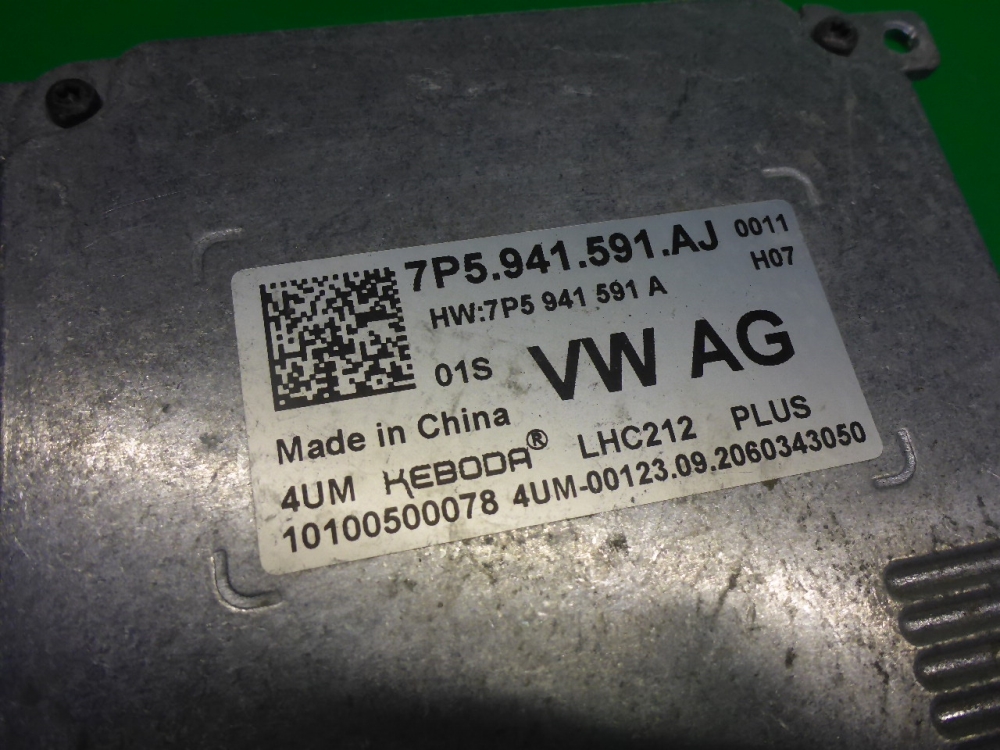 7P5.941.591.AJ 0011
HW:7P5 941 591 A H07
01S VW AG
Made in China
4UM KEBODA® LHC212 PLUS
10100500078 4UM-00123.09.2060343050